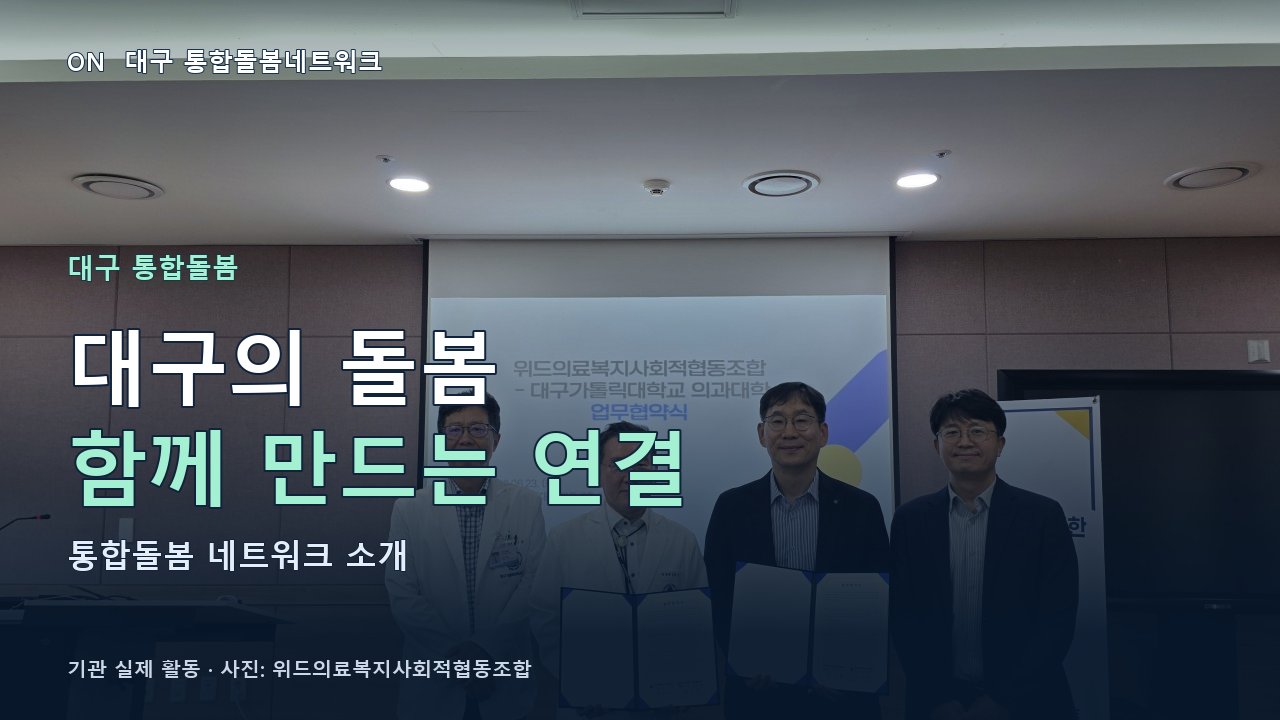 ON 대구 통합돌봄네트워크
대구 통합돌봄
대구의 돌봄
함께 만드는 연결
통합돌봄 네트워크 소개
위드의료복지사회적협동조합
- 대구가톨릭대학교 의과대학
업무협약식
한
기관 실제 활동 · 사진: 위드의료복지사회적협동조합